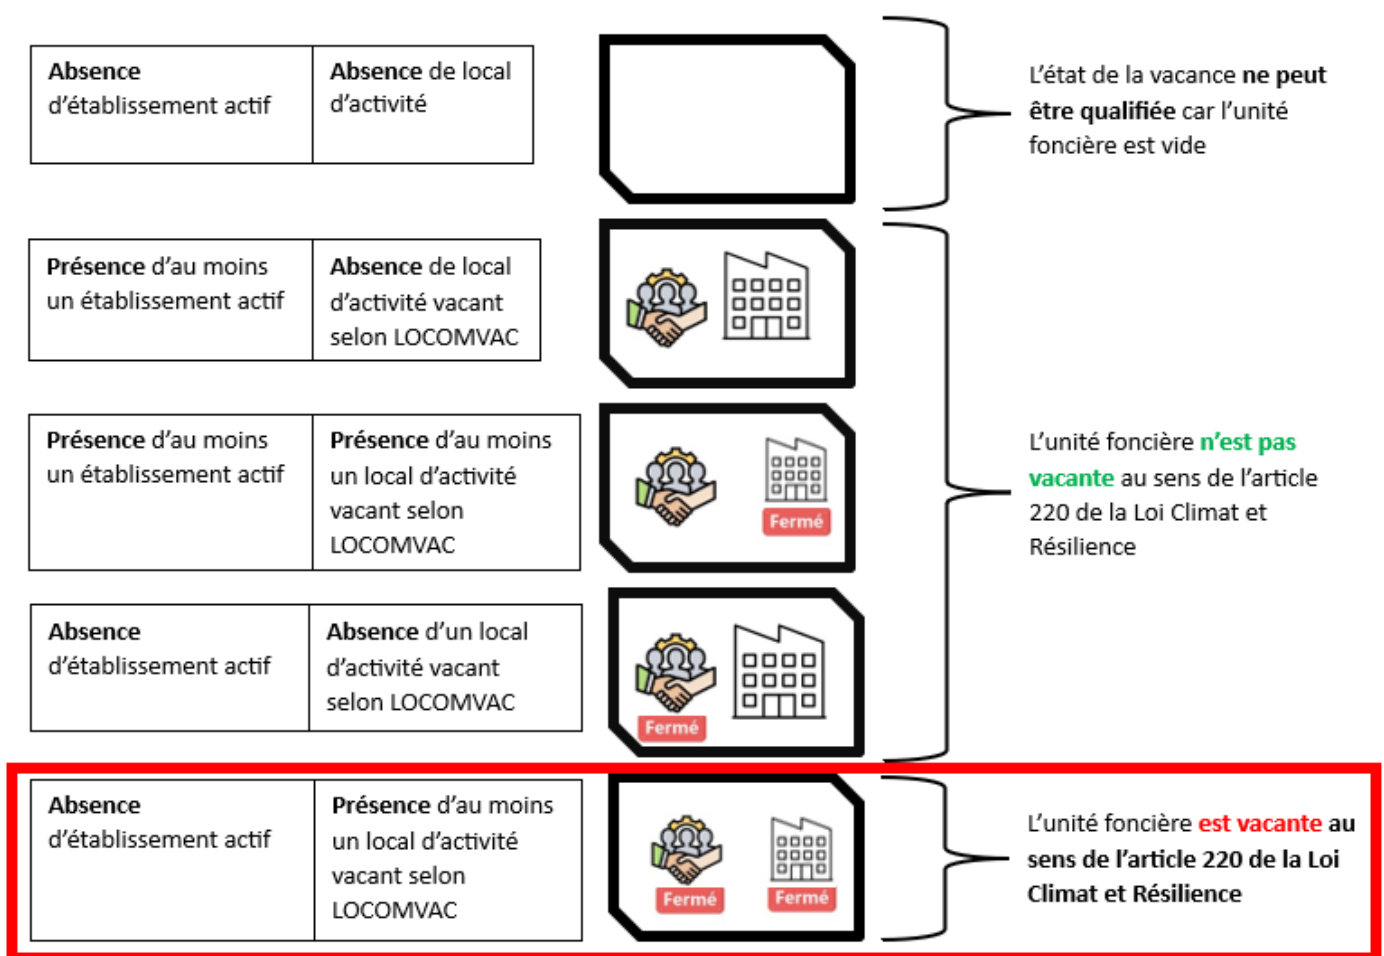 Absence
d'établissement actif
Absence de local
d'activité
L'état de la vacance ne peut
être qualifiée car l'unité
foncière est vide
Présence d'au moins
un établissement actif
Absence de local
d'activité vacant
selon LOCOMVAC
Présence d'au moins
un établissement actif
Présence d'au moins
un local d'activité
vacant selon
LOCOMVAC
Fermé
L'unité foncière n'est pas
vacante au sens de l'article
220 de la Loi Climat et
Résilience
Absence
d'établissement actif
Absence d'un local
d'activité vacant
selon LOCOMVAC
Fermé
Absence
d'établissement actif
Présence d'au moins
un local d'activité
vacant selon
LOCOMVAC
Fermé
Fermé
L'unité foncière est vacante au
sens de l'article 220 de la Loi
Climat et Résilience